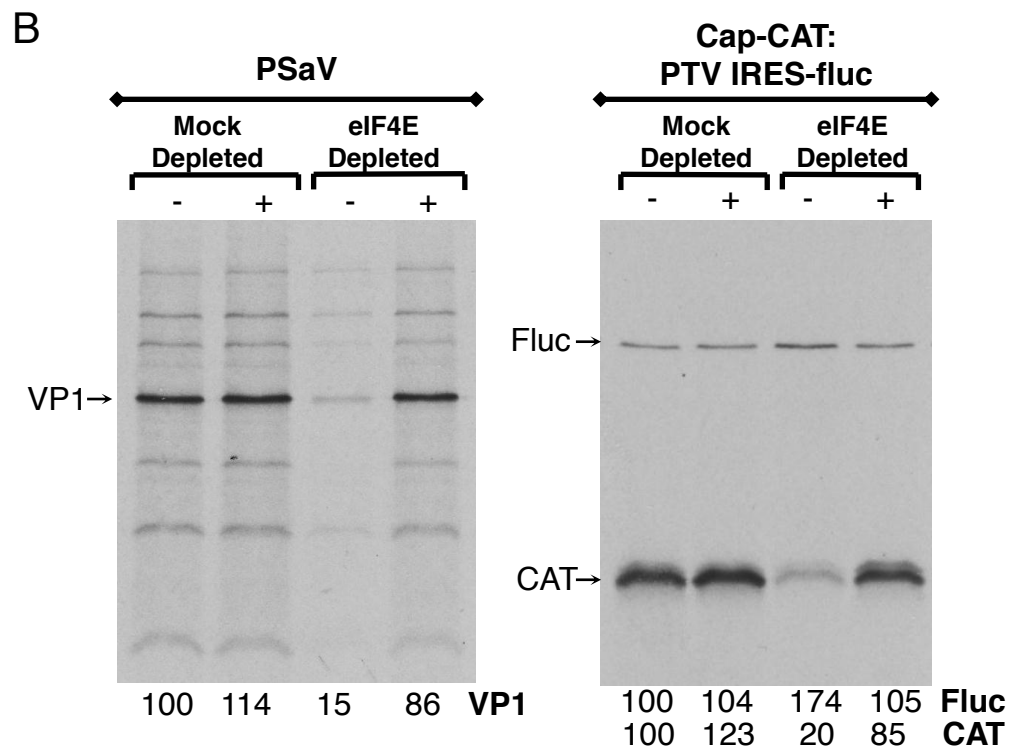 B
PSaV
Mock
Depleted
eIF4E
Depleted
- + - +
VP1→
100 114 15 86 VP1
Cap-CAT:
PTV IRES-fluc
Mock
Depleted
eIF4E
Depleted
- + - +
Fluc→
CAT→
100 104 174 105 Fluc
100 123 20 85 CAT